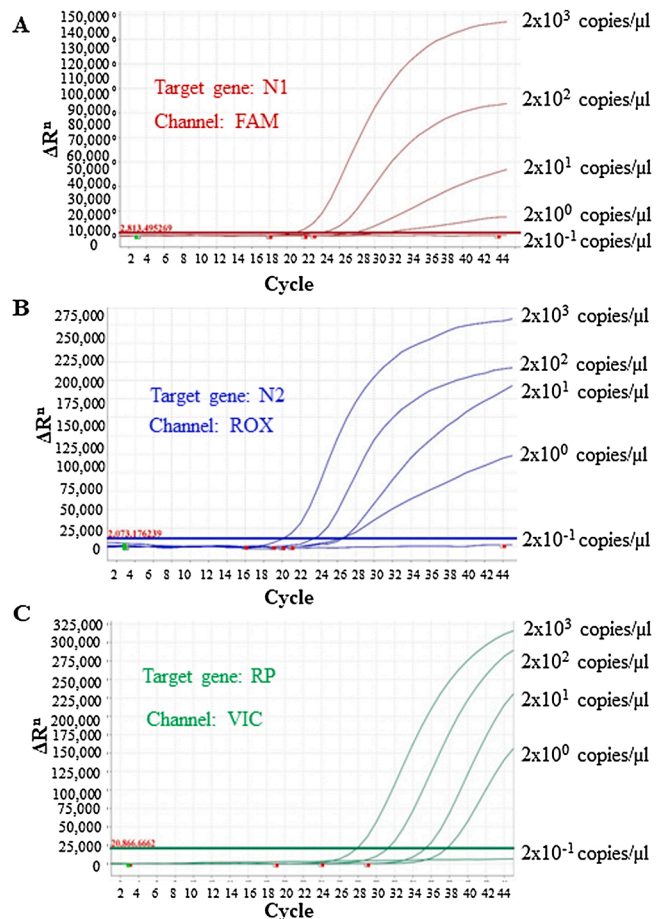 A
150,000
130,000
110,000
100,000
90,000
80,000
70,000
60,000
50,000
40,000
30,000
20,000
10,000
0
ΔRⁿ
Target gene: N1
Channel: FAM
2.813.495269
2x10³ copies/µl
2x10² copies/µl
2x10¹ copies/µl
2x10⁰ copies/µl
2x10⁻¹ copies/µl
2 4 6 8 10 12 14 16 18 20 22 24 26 28 30 32 34 36 38 40 42 44
Cycle
B
275,000
225,000
200,000
175,000
150,000
125,000
100,000
75,000
50,000
25,000
0
ΔRⁿ
Target gene: N2
Channel: ROX
2.073.176239
2x10³ copies/µl
2x10² copies/µl
2x10¹ copies/µl
2x10⁰ copies/µl
2x10⁻¹ copies/µl
2 4 6 8 10 12 14 16 18 20 22 24 26 28 30 32 34 36 38 40 42 44
Cycle
C
325,000
300,000
275,000
225,000
200,000
175,000
150,000
125,000
100,000
75,000
50,000
25,000
0
ΔRⁿ
Target gene: RP
Channel: VIC
20.866.6662
2x10³ copies/µl
2x10² copies/µl
2x10¹ copies/µl
2x10⁰ copies/µl
2x10⁻¹ copies/µl
2 4 6 8 10 12 14 16 18 20 22 24 26 28 30 32 34 36 38 40 42 44
Cycle